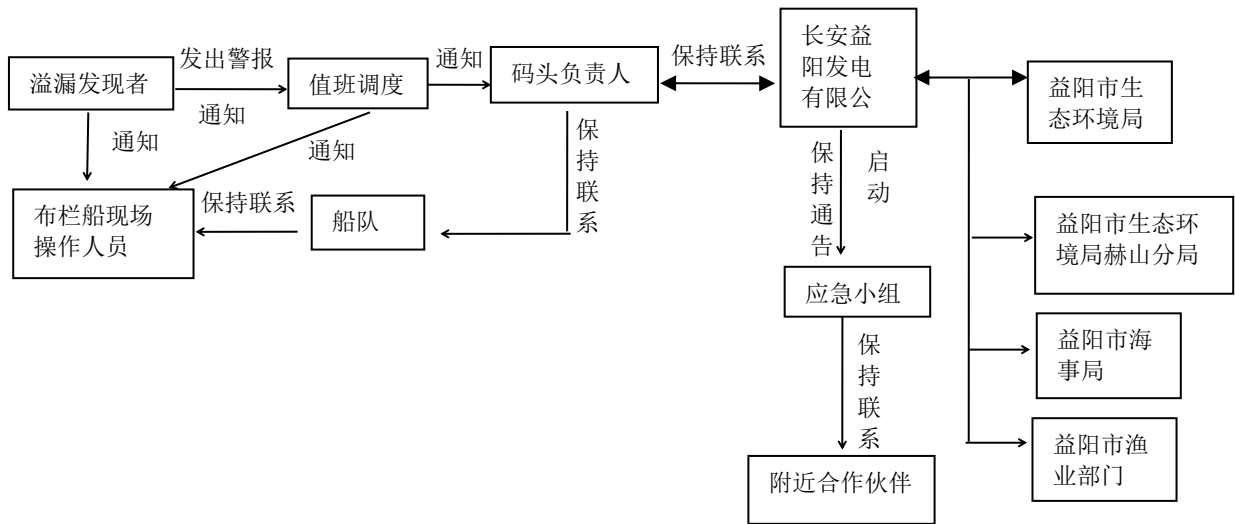 溢漏发现者
发出警报
通知
值班调度
通知
码头负责人
保持联系
长安益
阳发电
有限公
益阳市生
态环境局
通知
通知
布栏船现场
操作人员
保持联系
船队
保持联系
保持通告
启动
益阳市生态环
境局赫山分局
应急小组
益阳市海
事局
保持联系
益阳市渔
业部门
附近合作伙伴